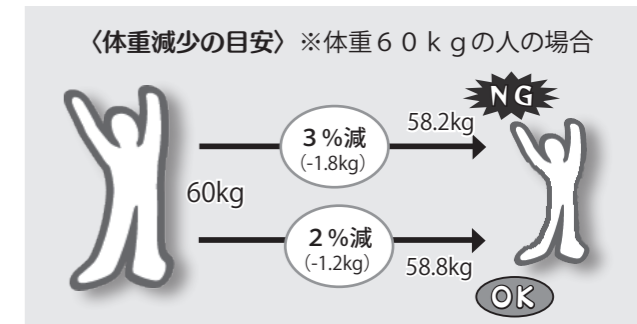 〈体重減少の目安〉※体重６０ｋｇの人の場合
NG
58.2kg
３%減
(-1.8kg)
60kg
２%減
(-1.2kg)
58.8kg
OK